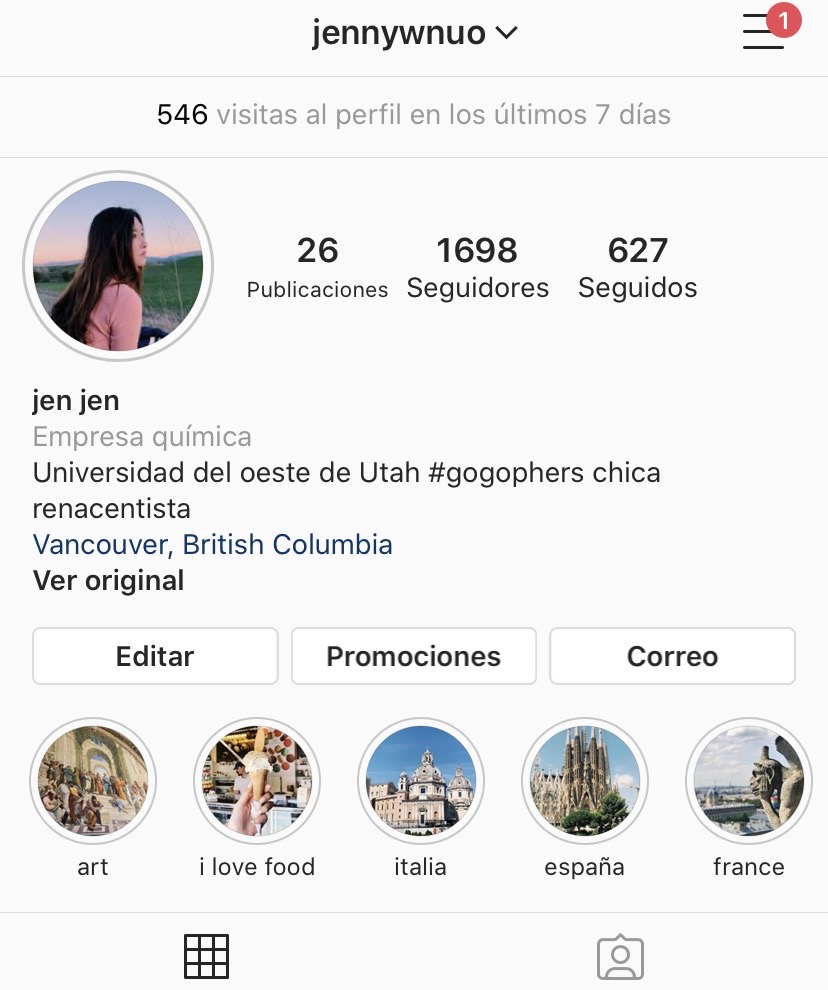 jennywnuo
1
546 visitas al perfil en los últimos 7 días
26 1698 627
Publicaciones Seguidores Seguidos
jen jen
Empresa química
Universidad del oeste de Utah #gogophers chica
renacentista
Vancouver, British Columbia
Ver original
Editar Promociones Correo
art i love food italia españa france